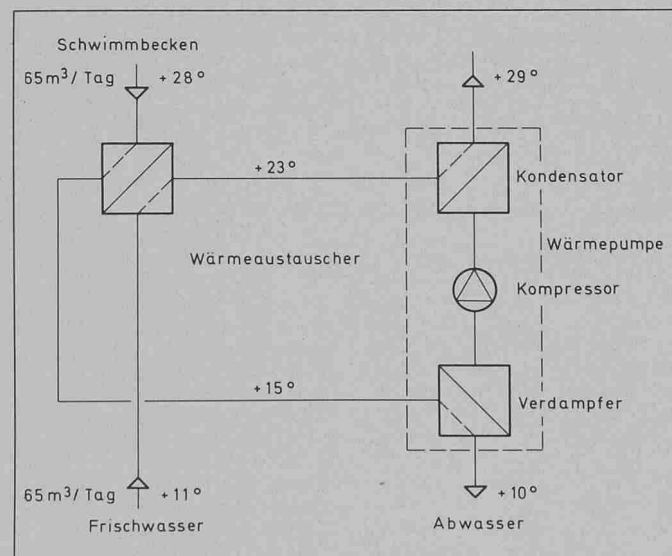 Schwimmbecken
65m³/ Tag
+28°
+29°
+23°
Kondensator
Wärmeaustauscher
Wärmepumpe
Kompressor
+15°
Verdampfer
65m³/ Tag
+11°
+10°
Frischwasser
Abwasser